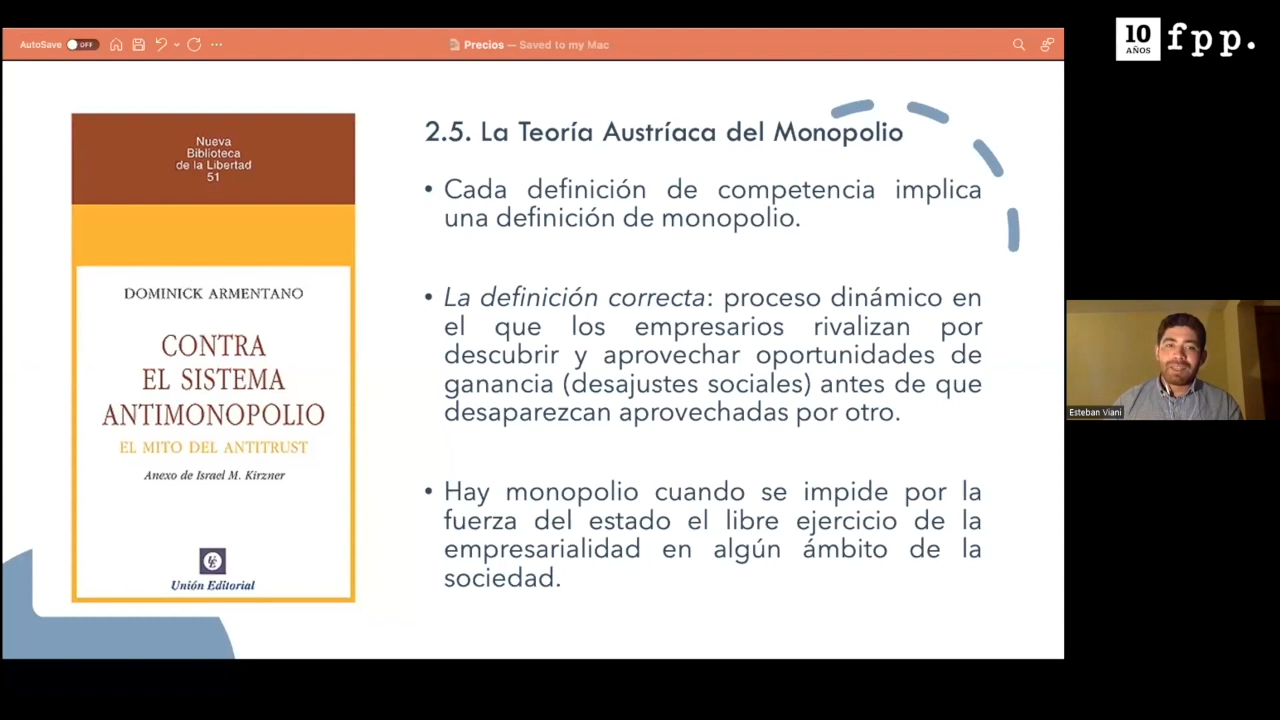 AutoSave OFF
Precios — Saved to my Mac
10 AÑOS fpp.
Nueva
Biblioteca
de la Libertad
51
DOMINICK ARMENTANO
CONTRA
EL SISTEMA
ANTIMONOPOLIO
EL MITO DEL ANTITRUST
Anexo de Israel M. Kirzner
Unión Editorial
2.5. La Teoría Austríaca del Monopolio
• Cada definición de competencia implica
una definición de monopolio.
• La definición correcta: proceso dinámico en
el que los empresarios rivalizan por
descubrir y aprovechar oportunidades de
ganancia (desajustes sociales) antes de que
desaparezcan aprovechadas por otro.
• Hay monopolio cuando se impide por la
fuerza del estado el libre ejercicio de la
empresarialidad en algún ámbito de la
sociedad.
Esteban Viani